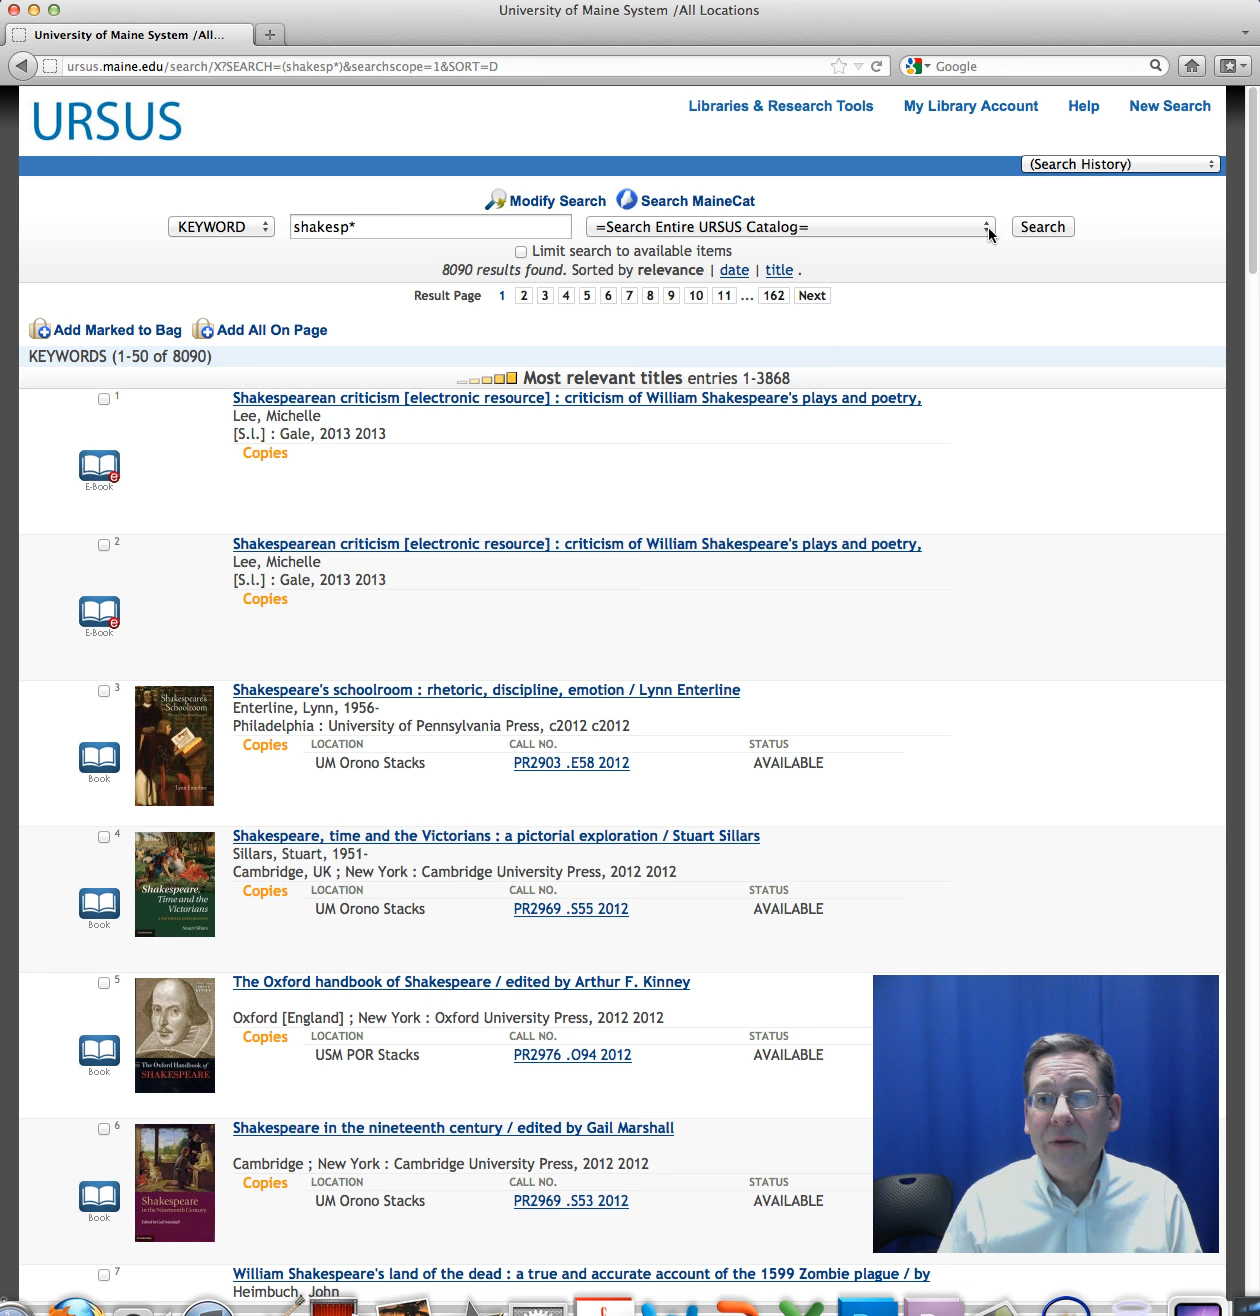 University of Maine System /All Locations
University of Maine System /All...
ursus.maine.edu/search/X?SEARCH=(shakesp*)&searchscope=1&SORT=D
Google
URSUS
Libraries & Research Tools My Library Account Help New Search
(Search History)
Modify Search Search MaineCat
KEYWORD shakesp* =Search Entire URSUS Catalog= Search
Limit search to available items
8090 results found. Sorted by relevance | date | title .
Result Page 1 2 3 4 5 6 7 8 9 10 11 ... 162 Next
Add Marked to Bag Add All On Page
KEYWORDS (1-50 of 8090)
Most relevant titles entries 1-3868
1
Shakespearean criticism [electronic resource] : criticism of William Shakespeare's plays and poetry,
Lee, Michelle
[S.l.] : Gale, 2013 2013
Copies
E-Book
2
Shakespearean criticism [electronic resource] : criticism of William Shakespeare's plays and poetry,
Lee, Michelle
[S.l.] : Gale, 2013 2013
Copies
E-Book
3
Shakespeare's schoolroom : rhetoric, discipline, emotion / Lynn Enterline
Enterline, Lynn, 1956-
Philadelphia : University of Pennsylvania Press, c2012 c2012
Copies LOCATION CALL NO. STATUS
UM Orono Stacks PR2903 .E58 2012 AVAILABLE
Book
Shakespeare's
Schoolroom
Lynn Enterline
4
Shakespeare, time and the Victorians : a pictorial exploration / Stuart Sillars
Sillars, Stuart, 1951-
Cambridge, UK ; New York : Cambridge University Press, 2012 2012
Copies LOCATION CALL NO. STATUS
UM Orono Stacks PR2969 .S55 2012 AVAILABLE
Book
Shakespeare,
Time and the
Victorians
A PICTORIAL EXPLORATION
Stuart Sillars
5
The Oxford handbook of Shakespeare / edited by Arthur F. Kinney
Oxford [England] ; New York : Oxford University Press, 2012 2012
Copies LOCATION CALL NO. STATUS
USM POR Stacks PR2976 .O94 2012 AVAILABLE
Book
The Oxford Handbook of
SHAKESPEARE
6
Shakespeare in the nineteenth century / edited by Gail Marshall
Cambridge ; New York : Cambridge University Press, 2012 2012
Copies LOCATION CALL NO. STATUS
UM Orono Stacks PR2969 .S53 2012 AVAILABLE
Book
Shakespeare
in the Nineteenth Century
Edited by Gail Marshall
7
William Shakespeare's land of the dead : a true and accurate account of the 1599 Zombie plague / by
Heimbuch, John